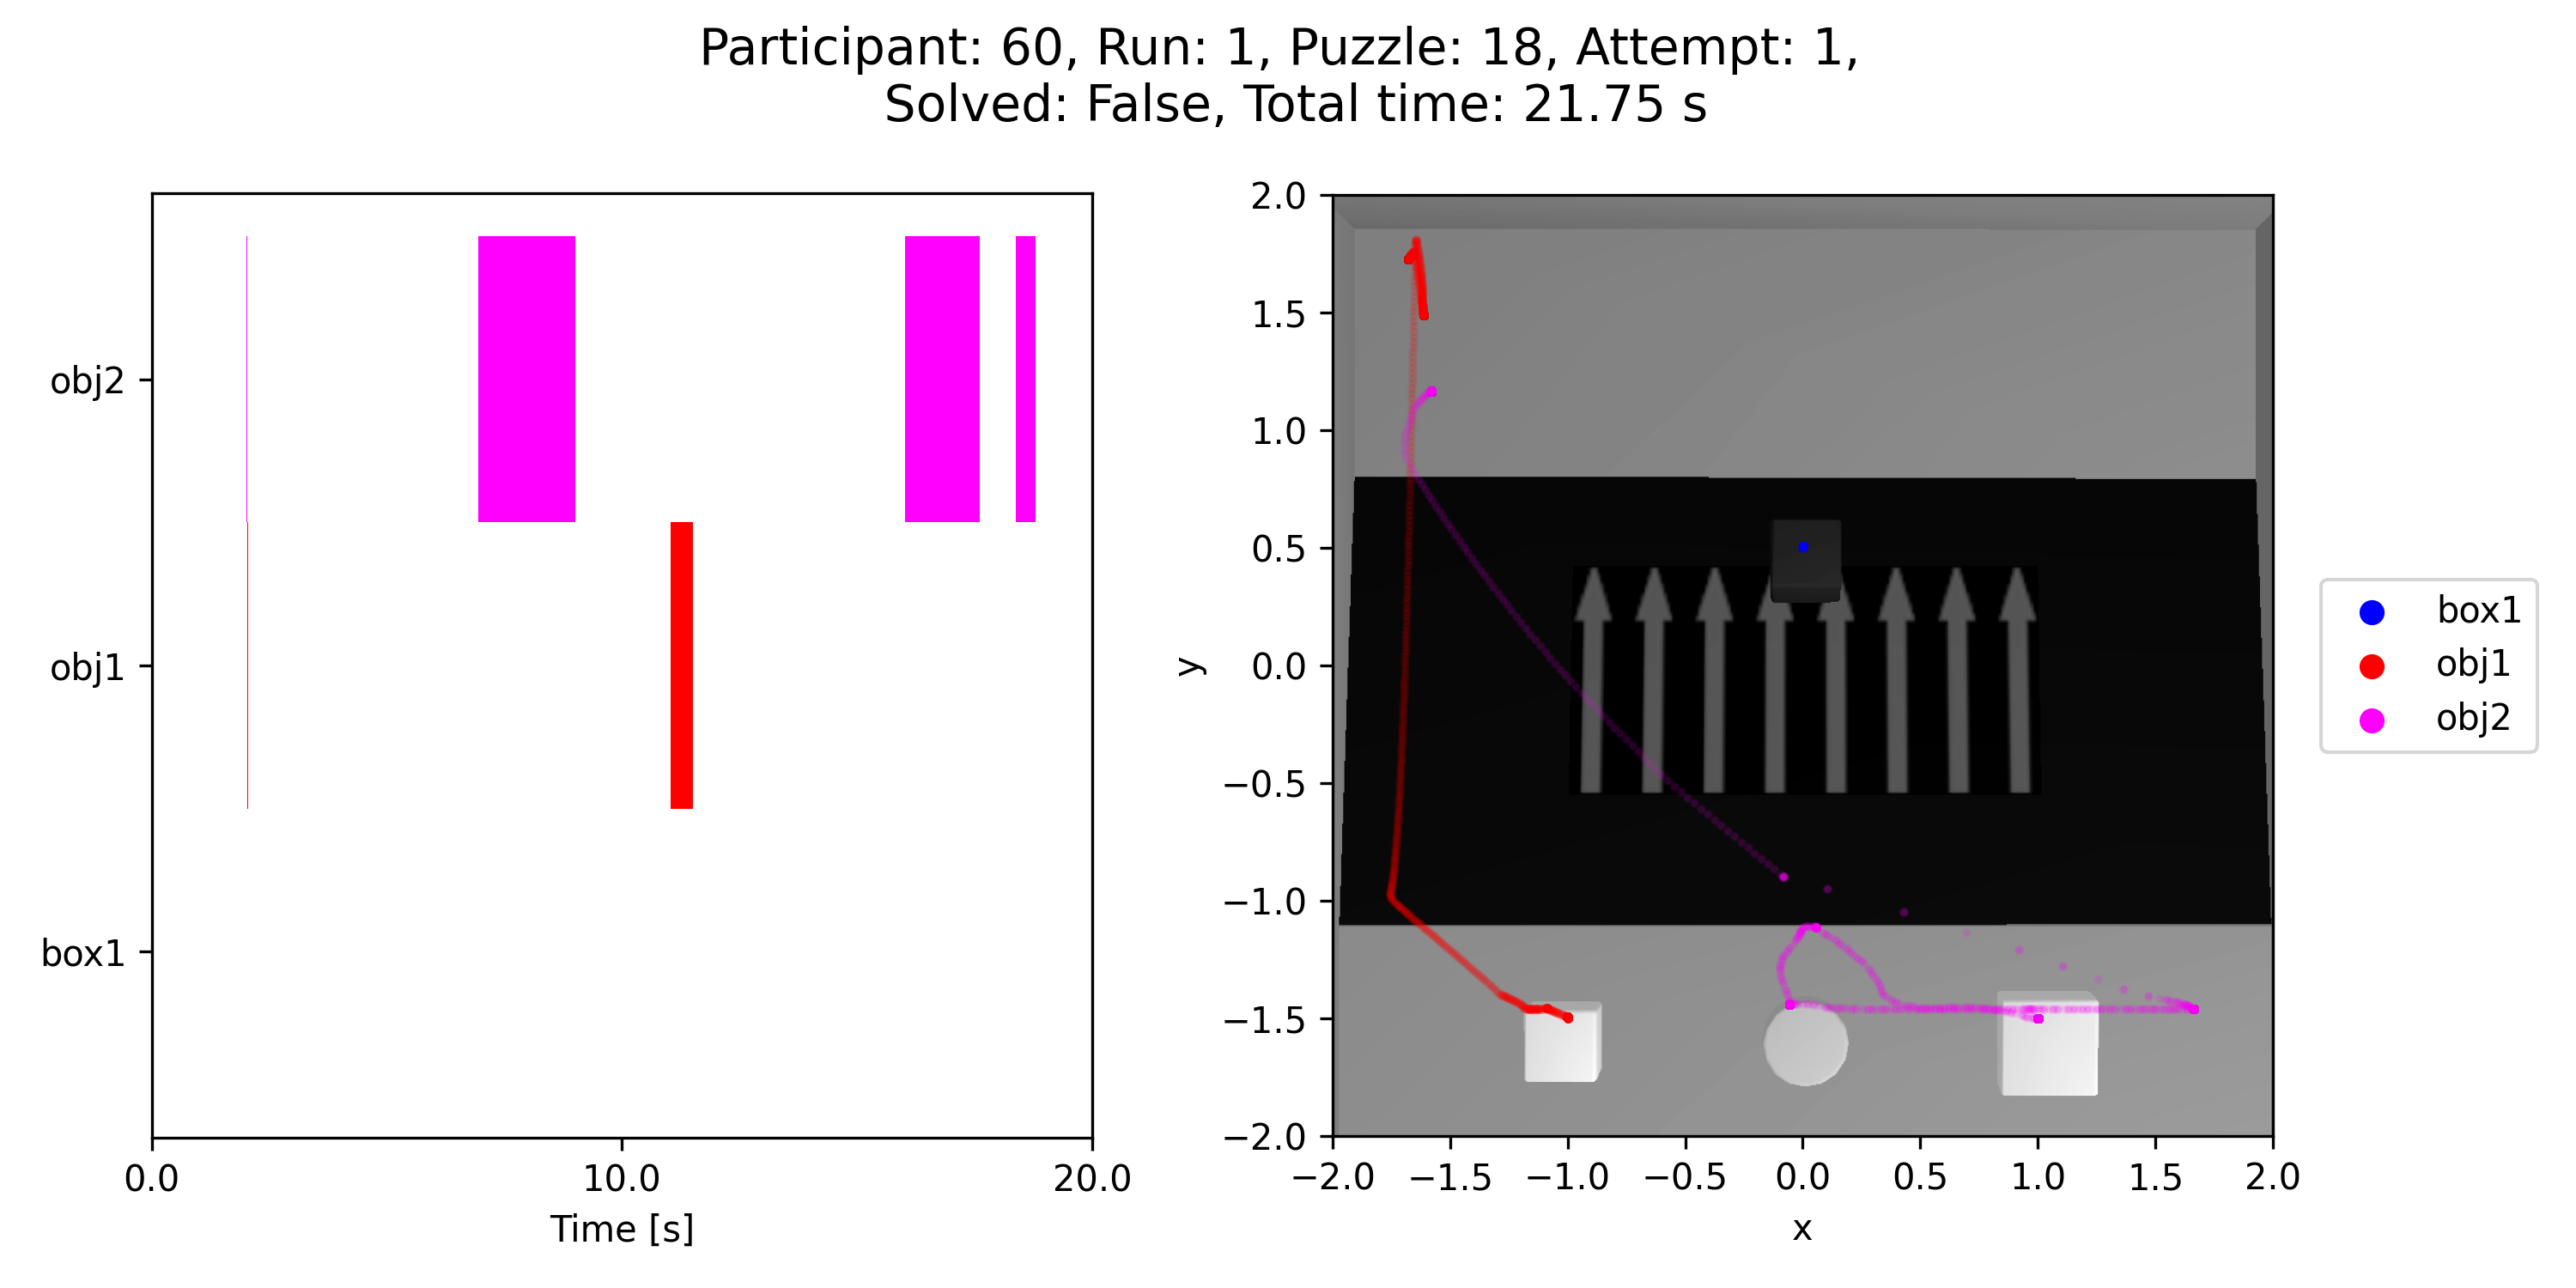 Participant: 60, Run: 1, Puzzle: 18, Attempt: 1,
Solved: False, Total time: 21.75 s
obj2
obj1
box1
0.0
10.0
20.0
Time [s]
2.0
1.5
1.0
0.5
0.0
−0.5
−1.0
−1.5
−2.0
y
−2.0
−1.5
−1.0
−0.5
0.0
0.5
1.0
1.5
2.0
x
box1
obj1
obj2